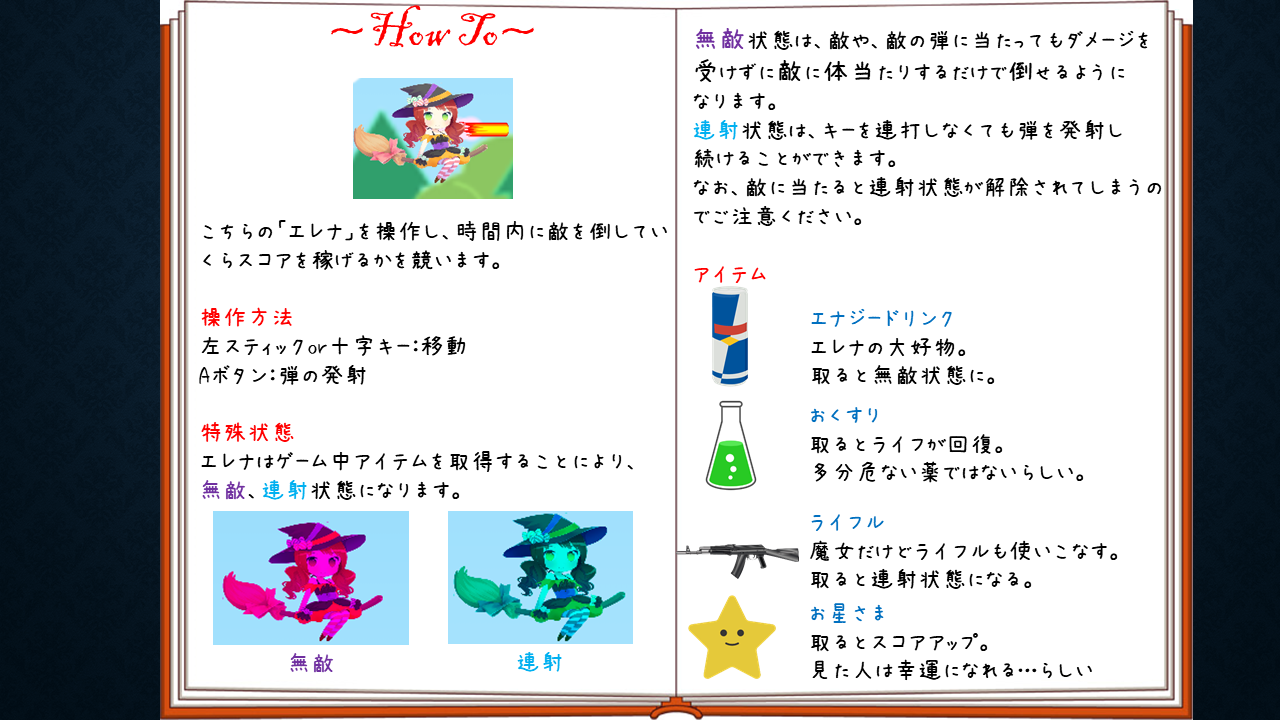 ～How To～
こちらの「エレナ」を操作し、時間内に敵を倒してい
くらスコアを稼げるかを競います。
操作方法
左スティックor十字キー:移動
Aボタン:弾の発射
特殊状態
エレナはゲーム中アイテムを取得することにより、
無敵、連射状態になります。
無敵
連射
無敵状態は、敵や、敵の弾に当たってもダメージを
受けずに敵に体当たりするだけで倒せるように
なります。
連射状態は、キーを連打しなくても弾を発射し
続けることができます。
なお、敵に当たると連射状態が解除されてしまうの
でご注意ください。
アイテム
エナジードリンク
エレナの大好物。
取ると無敵状態に。
おくすり
取るとライフが回復。
多分危ない薬ではないらしい。
ライフル
魔女だけどライフルも使いこなす。
取ると連射状態になる。
お星さま
取るとスコアアップ。
見た人は幸運になれる…らしい